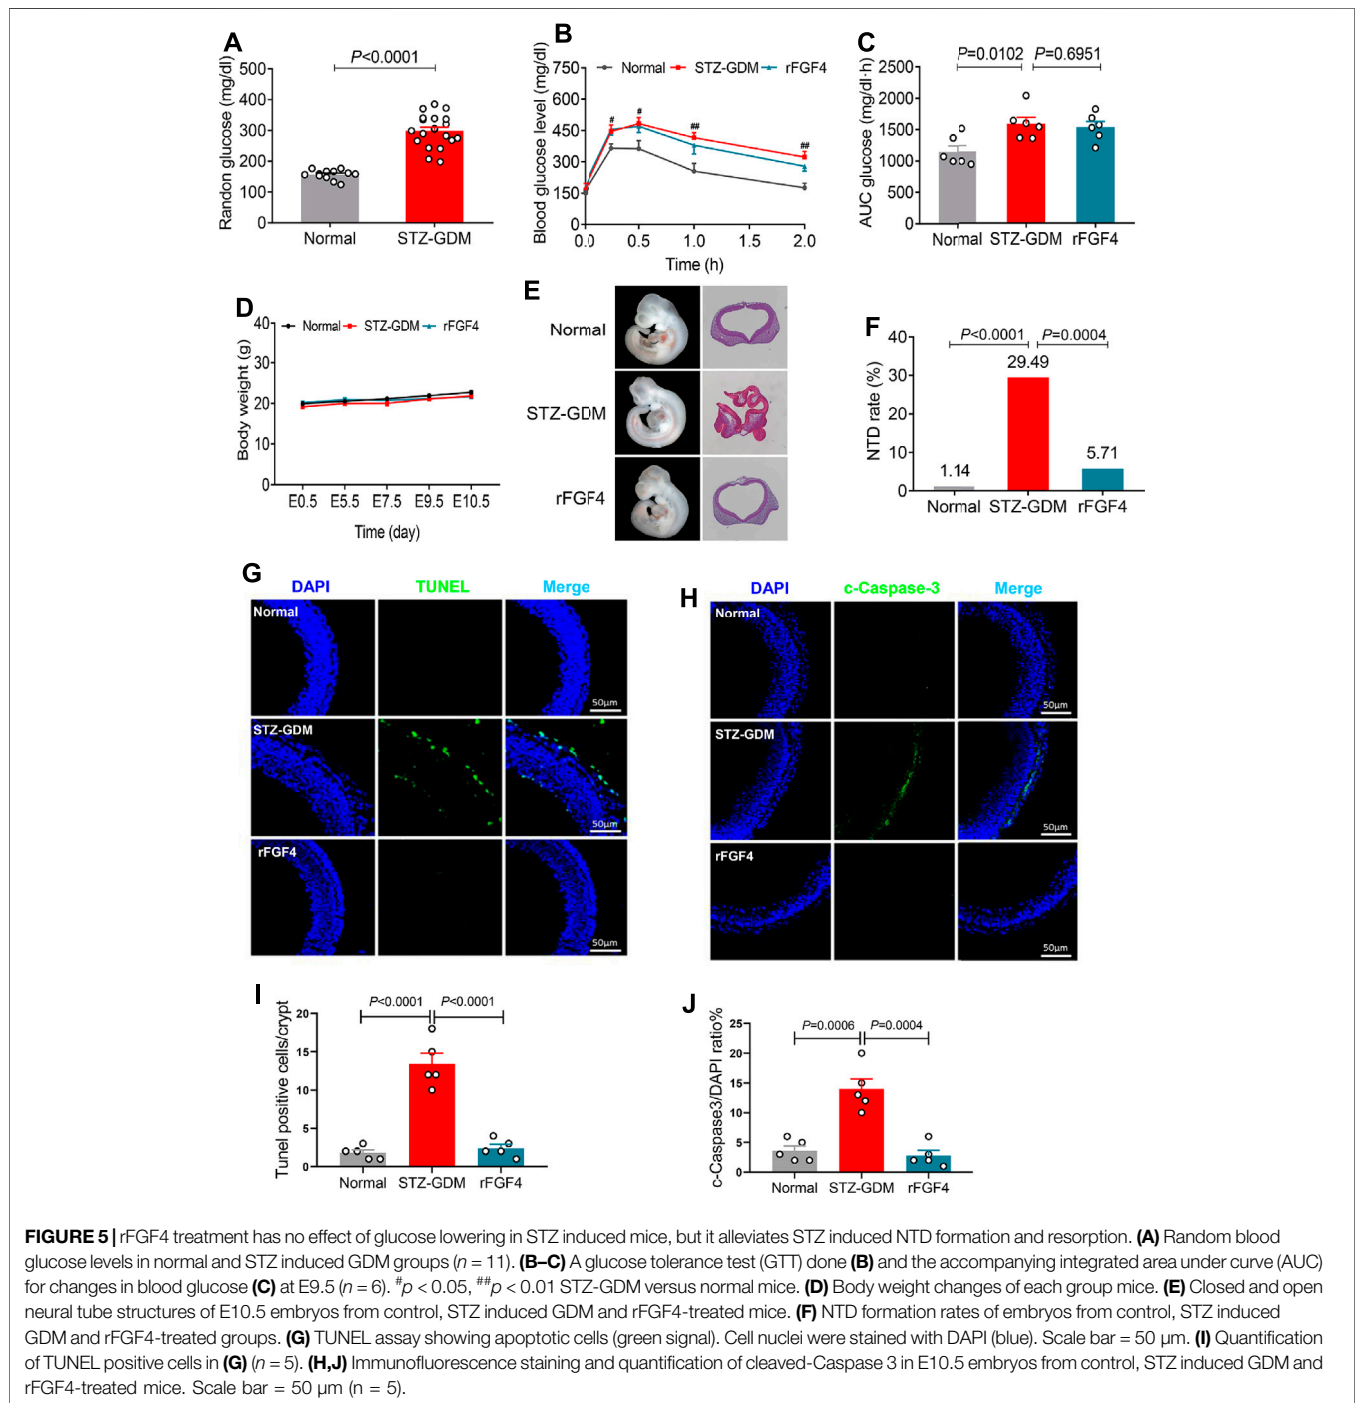 A
P<0.0001
Randon glucose (mg/dl)
500
400
300
200
100
0
Normal STZ-GDM
B
Normal STZ-GDM rFGF4
Blood glucose level (mg/dl)
750
600
450
300
150
0
# # ## ##
0.0 0.5 1.0 2.0
Time (h)
C
P=0.0102 P=0.6951
AUC glucose (mg/dl·h)
2500
2000
1500
1000
500
0
Normal STZ-GDM rFGF4
D
Normal STZ-GDM rFGF4
Body weight (g)
40
30
20
10
0
E0.5 E5.5 E7.5 E9.5 E10.5
Time (day)
E
Normal
STZ-GDM
rFGF4
F
P<0.0001 P=0.0004
NTD rate (%)
40
30
20
10
0
1.14
29.49
5.71
Normal STZ-GDM rFGF4
G
DAPI TUNEL Merge
Normal
50μm
STZ-GDM
50μm
rFGF4
50μm
H
DAPI c-Caspase-3 Merge
Normal
50μm
STZ-GDM
50μm
rFGF4
50μm
I
P<0.0001 P<0.0001
Tunel positive cells/crypt
20
15
10
5
0
Normal STZ-GDM rFGF4
J
P=0.0006 P=0.0004
c-Caspase3/DAPI ratio%
25
20
15
10
5
0
Normal STZ-GDM rFGF4
FIGURE 5 | rFGF4 treatment has no effect of glucose lowering in STZ induced mice, but it alleviates STZ induced NTD formation and resorption. (A) Random blood
glucose levels in normal and STZ induced GDM groups (n = 11). (B–C) A glucose tolerance test (GTT) done (B) and the accompanying integrated area under curve (AUC)
for changes in blood glucose (C) at E9.5 (n = 6). #p < 0.05, ##p < 0.01 STZ-GDM versus normal mice. (D) Body weight changes of each group mice. (E) Closed and open
neural tube structures of E10.5 embryos from control, STZ induced GDM and rFGF4-treated mice. (F) NTD formation rates of embryos from control, STZ induced
GDM and rFGF4-treated groups. (G) TUNEL assay showing apoptotic cells (green signal). Cell nuclei were stained with DAPI (blue). Scale bar = 50 μm. (I) Quantification
of TUNEL positive cells in (G) (n = 5). (H,J) Immunofluorescence staining and quantification of cleaved-Caspase 3 in E10.5 embryos from control, STZ induced GDM and
rFGF4-treated mice. Scale bar = 50 μm (n = 5).